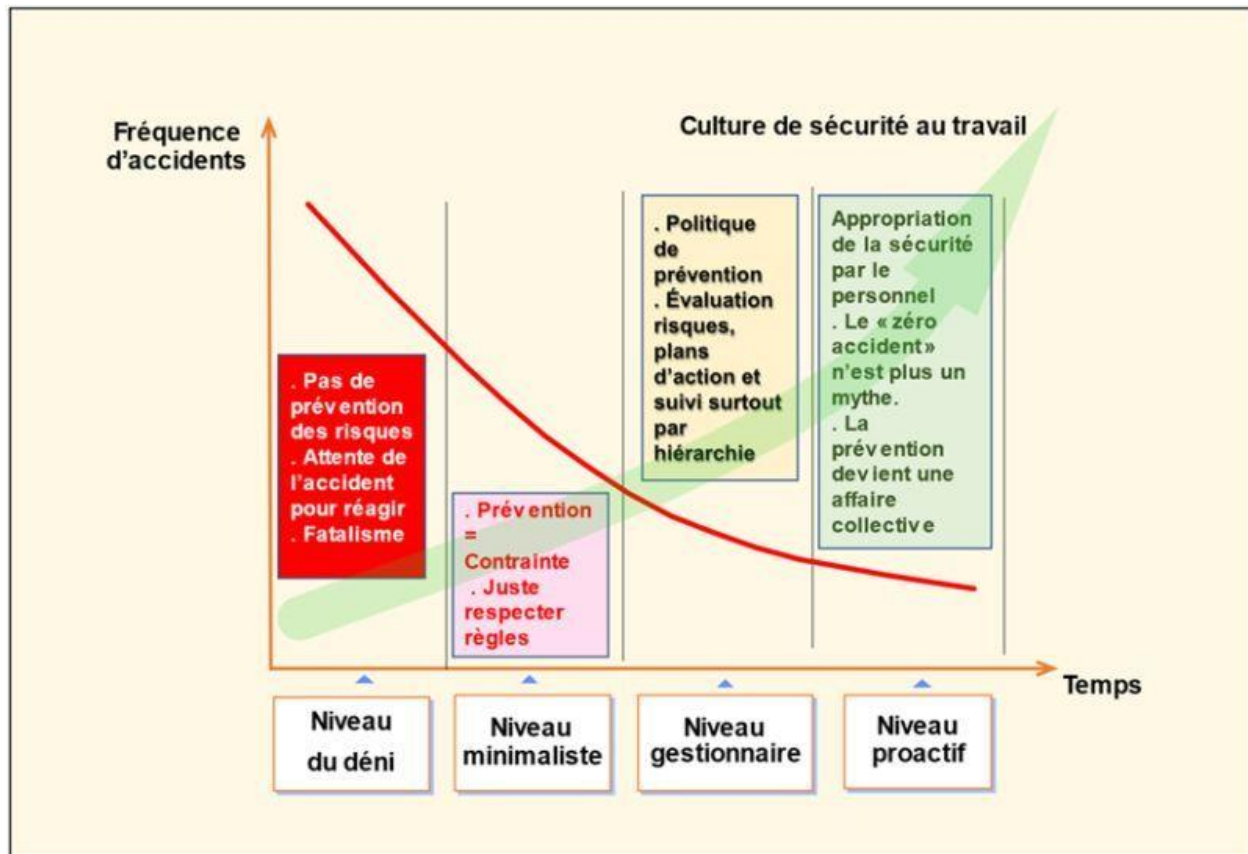 Fréquence
d'accidents
Culture de sécurité au travail
. Pas de
prévention
des risques
. Attente de
l'accident
pour réagir
. Fatalisme
. Prévention
=
Contrainte
. Juste
respecter
règles
. Politique
de
prévention
. Évaluation
risques,
plans
d'action et
suivi surtout
par
hiérarchie
Appropriation
de la sécurité
par le
personnel
. Le « zéro
accident »
n'est plus un
mythe.
. La
prévention
devient une
affaire
collective
Temps
Niveau
du déni
Niveau
minimaliste
Niveau
gestionnaire
Niveau
proactif